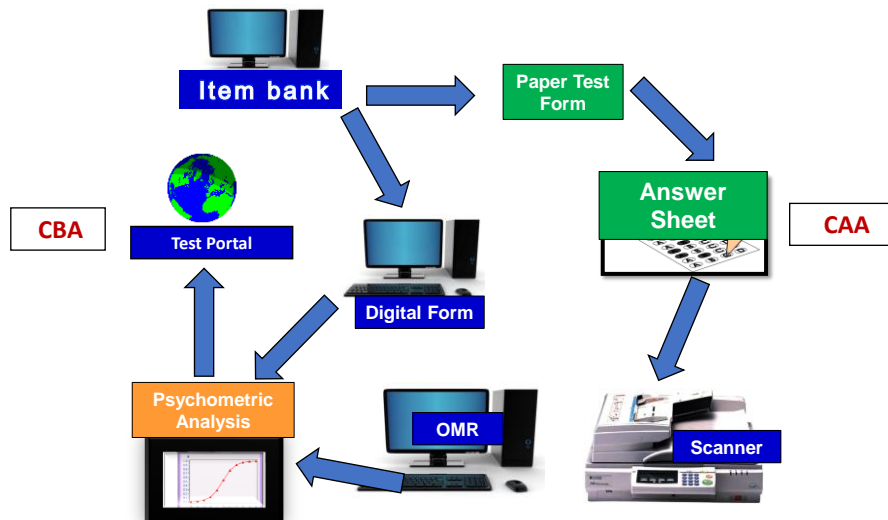 Item bank
Paper Test
Form
Answer
Sheet
CBA
CAA
Test Portal
Digital Form
Psychometric
Analysis
OMR
Scanner